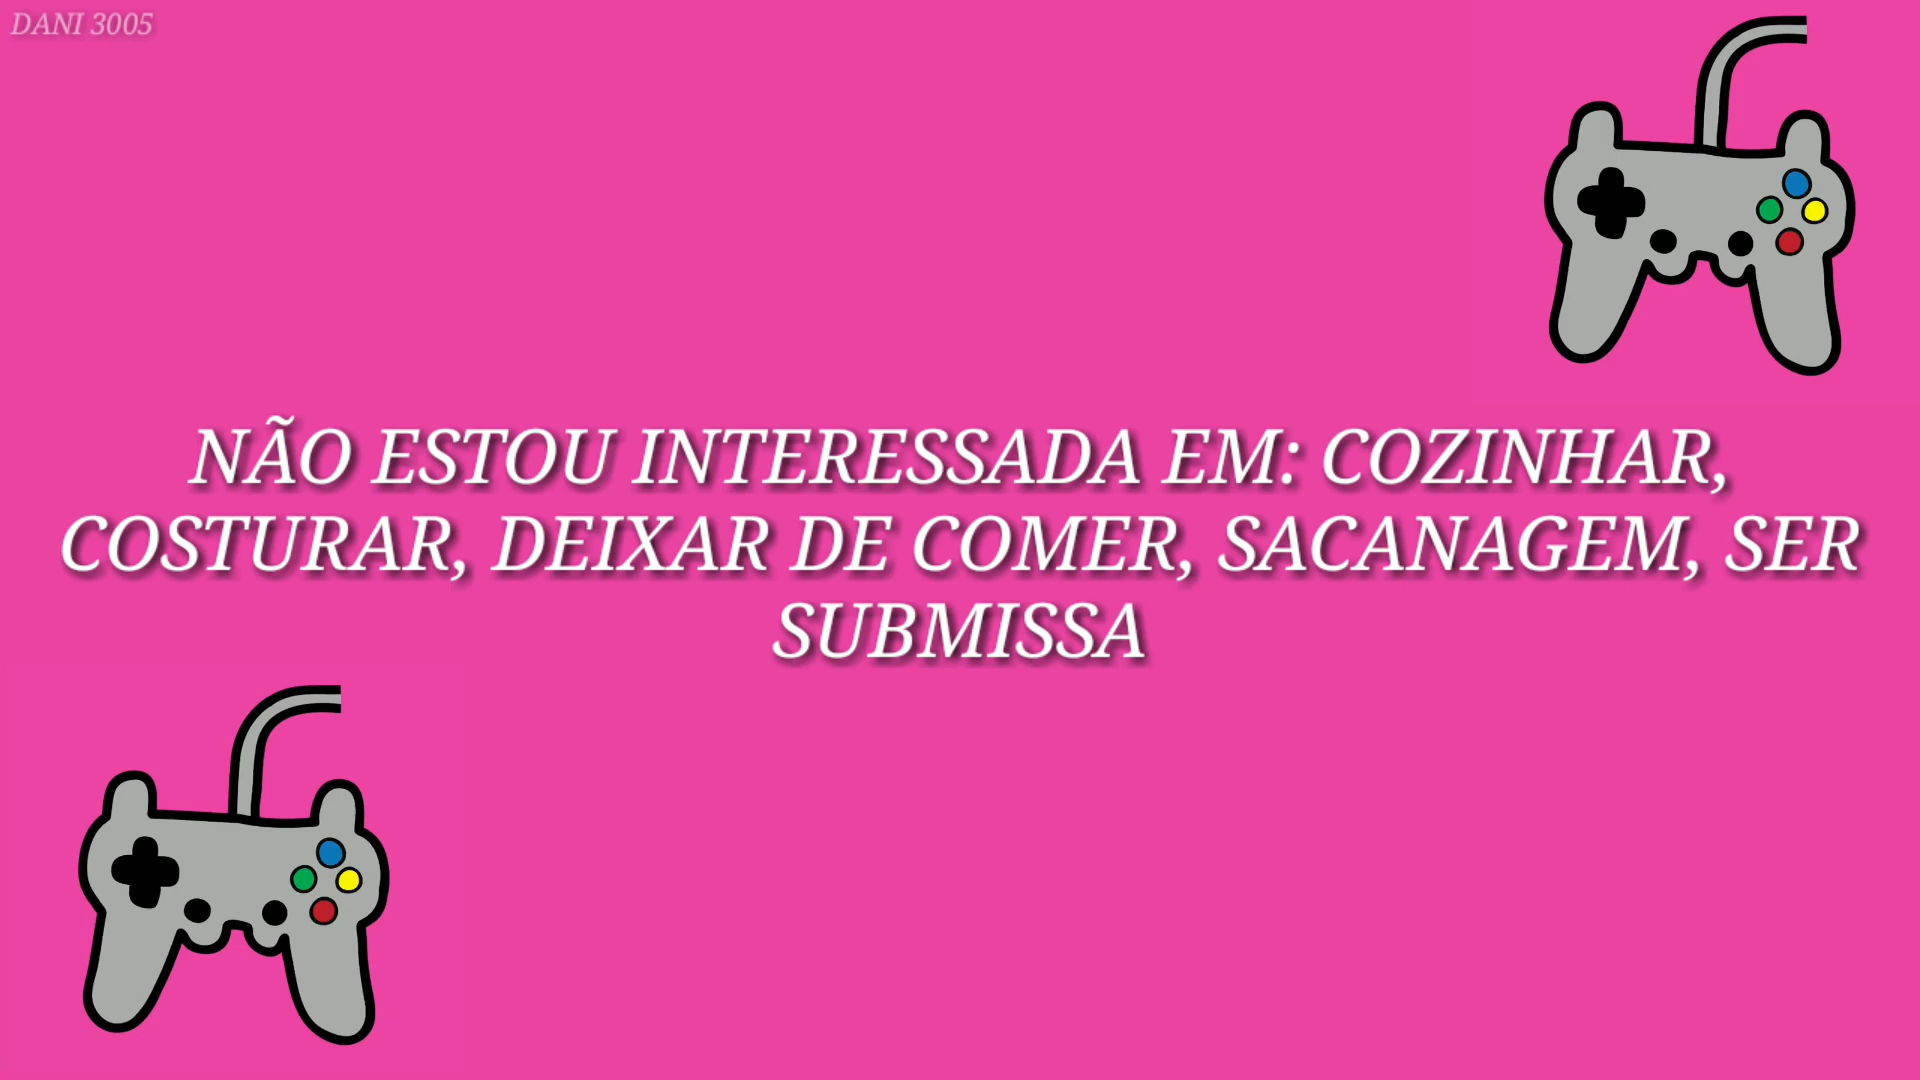 DANI 3005
NÃO ESTOU INTERESSADA EM: COZINHAR,
COSTURAR, DEIXAR DE COMER, SACANAGEM, SER
SUBMISSA